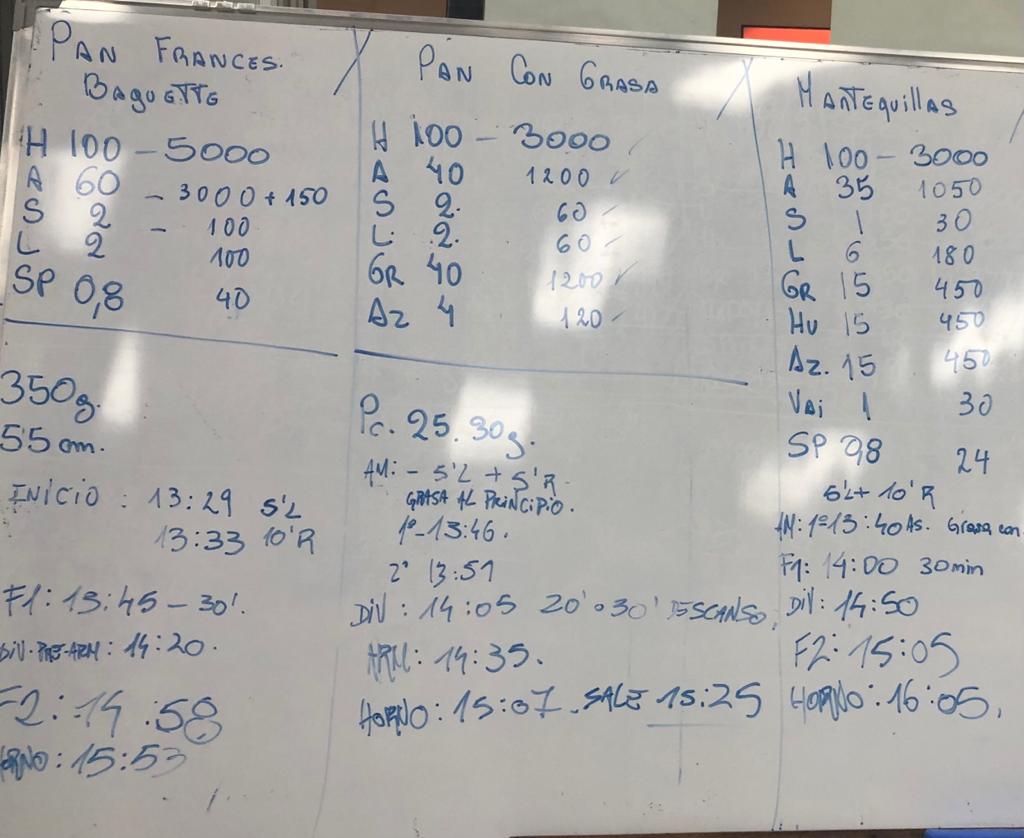 PAN FRANCES.
BAGUETTE
H 100 – 5000
A 60 – 3000 + 150
S 2 – 100
L 2 100
SP 0,8 40
350g.
55 cm.
INICIO : 13:29 5'L
13:33 10'R
F1: 13:45 – 30'.
DIV. PRE-ARM: 14:20.
F2: 14.58
HORNO: 15:53
PAN CON GRASA
H 100 – 3000 ✓
A 40 1200 ✓
S 2. 60 ✓
L. 2. 60 ✓
GR 40 1200 ✓
AZ 4 120 ✓
Pc. 25. 30g.
AM: – 5'L + 5'R
GRASA AL PRINCIPIO.
1º – 13:46.
2º 13:51
DIV: 14:05 20' o 30' DESCANSO.
ARM: 14:35.
HORNO: 15:07. SALE 15:25
MANTEQUILLAS
H 100 – 3000
A 35 1050
S 1 30
L 6 180
GR 15 450
HU 15 450
AZ. 15 450
VAI 1 30
SP 0,8 24
5'L + 10'R
AM: 1º 13:40 AS. Grasa con
F1: 14:00 30min
DIV: 14:50
F2: 15:05
HORNO: 16:05.